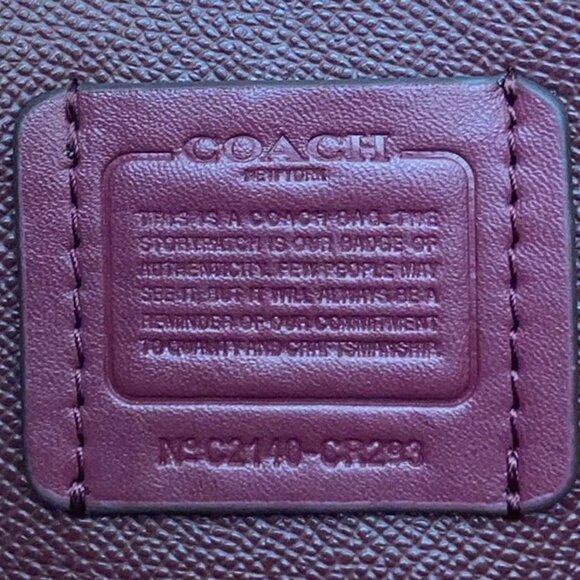 COACH
NEW YORK
THIS IS A COACH BAG. THE
STORYPATCH IS OUR BADGE OF
AUTHENTICITY. FEW PEOPLE MAY
SEE IT, BUT IT WILL ALWAYS BE A
REMINDER OF OUR COMMITMENT
TO QUALITY AND CRAFTSMANSHIP.
Nº C2140-CR293